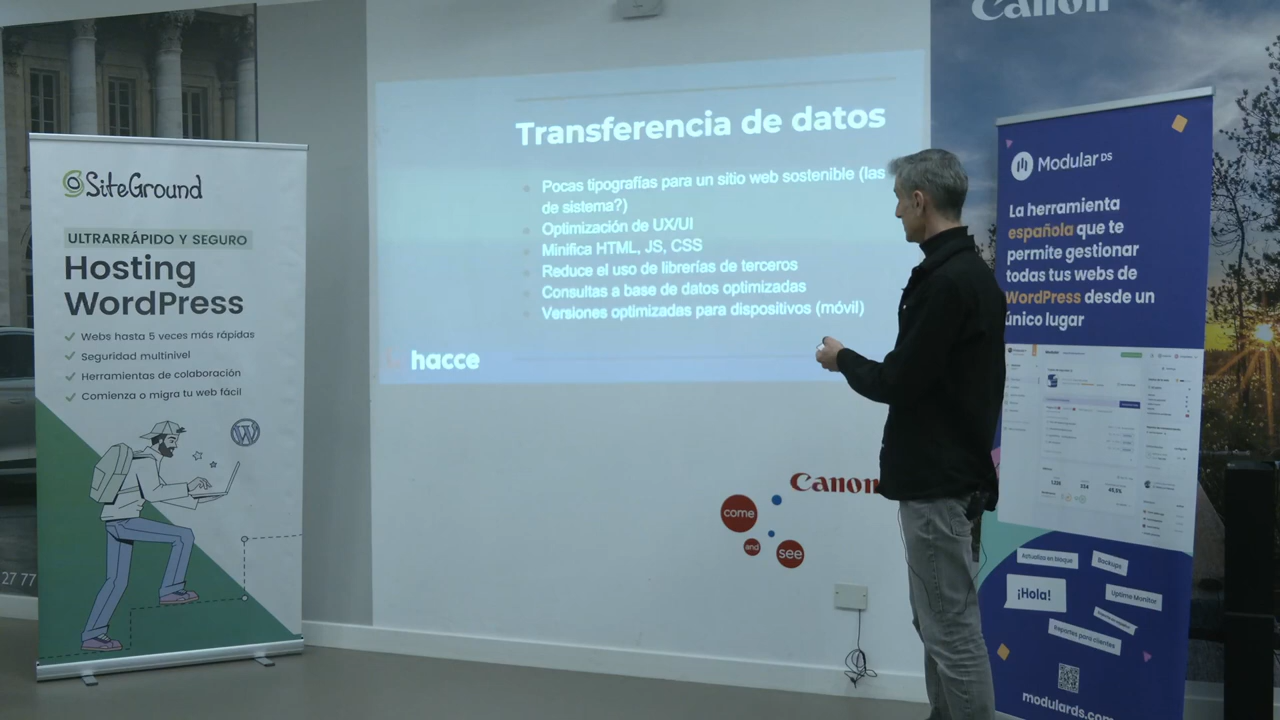 SiteGround
ULTRARRÁPIDO Y SEGURO
Hosting
WordPress
Webs hasta 5 veces más rápidas
Seguridad multinivel
Herramientas de colaboración
Comienza o migra tu web fácil
27 77
Transferencia de datos
Pocas tipografías para un sitio web sostenible (las
de sistema?)
Optimización de UX/UI
Minifica HTML, JS, CSS
Reduce el uso de librerías de terceros
Consultas a base de datos optimizadas
Versiones optimizadas para dispositivos (móvil)
hacce
Canon
come
and
see
Canon
Modular DS
La herramienta
española que te
permite gestionar
todas tus webs de
WordPress desde un
único lugar
Actualiza en bloque
Backups
¡Hola!
Uptime Monitor
Reportes para clientes
modulards.com